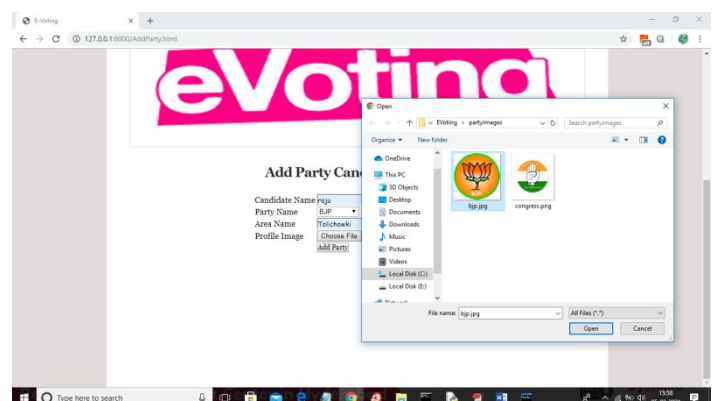 E-Voting
127.0.0.1:8000/AddParty.html
eVoting
Add Party Can
Candidate Name raju
Party Name BJP
Area Name Tolichowki
Profile Image Choose File
Add Party
Open
« EVoting › partyimages
Search partyimages
Organize
New folder
OneDrive
This PC
3D Objects
Desktop
Documents
Downloads
Music
Pictures
Videos
Local Disk (C:)
Local Disk (E:)
Network
bjp.jpg
congress.png
File name: bjp.jpg
All Files (*.*)
Open
Cancel
Type here to search
15:58